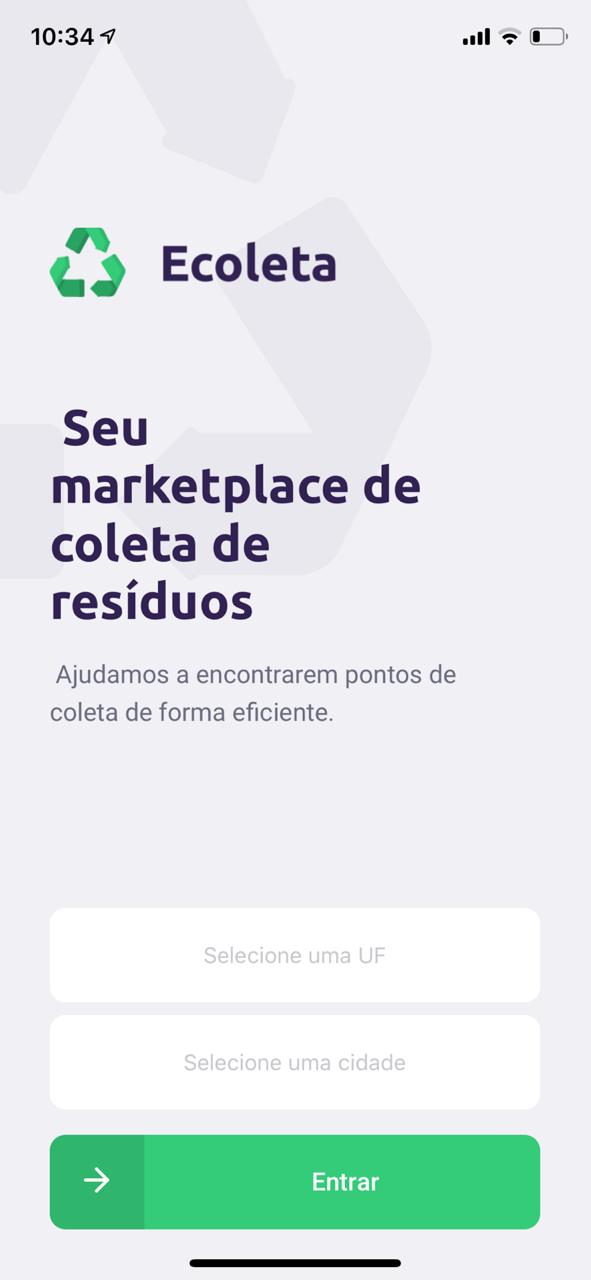 10:34
Ecoleta
Seu
marketplace de
coleta de
resíduos
Ajudamos a encontrarem pontos de
coleta de forma eficiente.
Selecione uma UF
Selecione uma cidade
Entrar